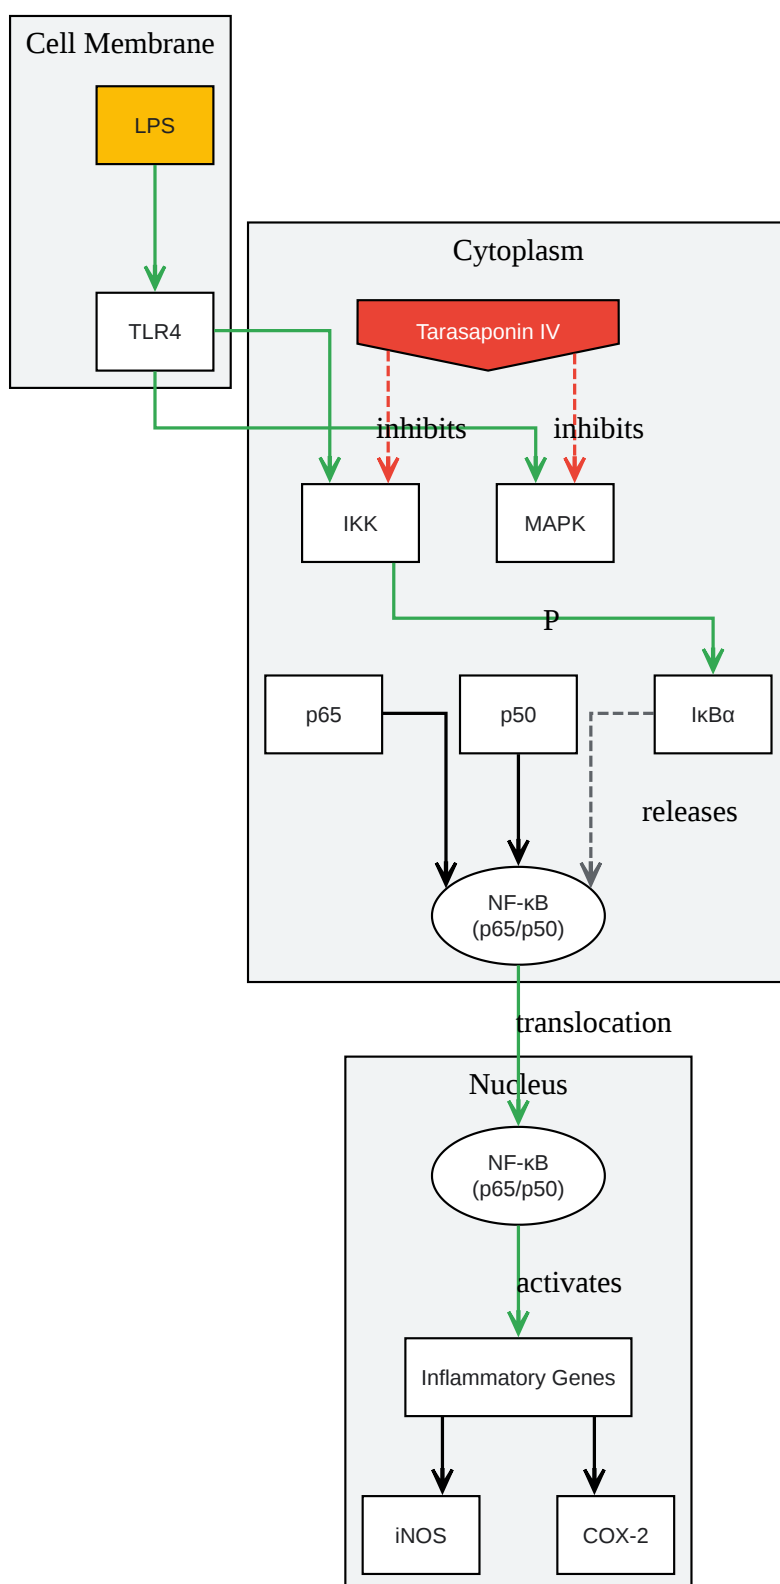 Cell Membrane
LPS
TLR4
Cytoplasm
Tarasaponin IV
inhibits
inhibits
IKK
MAPK
P
p65
p50
IκBα
releases
NF-κB
(p65/p50)
translocation
Nucleus
NF-κB
(p65/p50)
activates
Inflammatory Genes
iNOS
COX-2